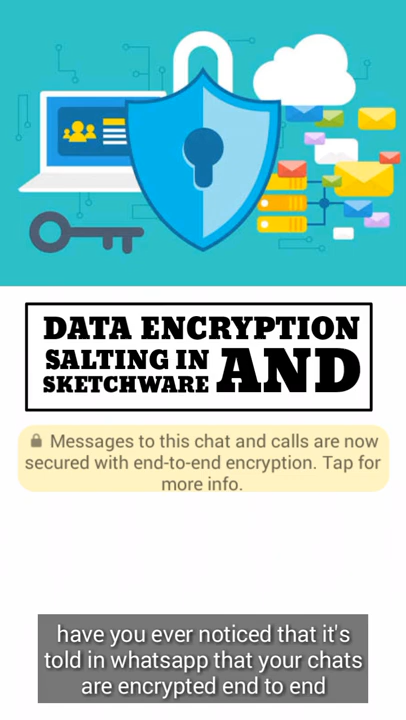 DATA ENCRYPTION
SALTING IN AND
SKETCHWARE
Messages to this chat and calls are now
secured with end-to-end encryption. Tap for
more info.
have you ever noticed that it's
told in whatsapp that your chats
are encrypted end to end